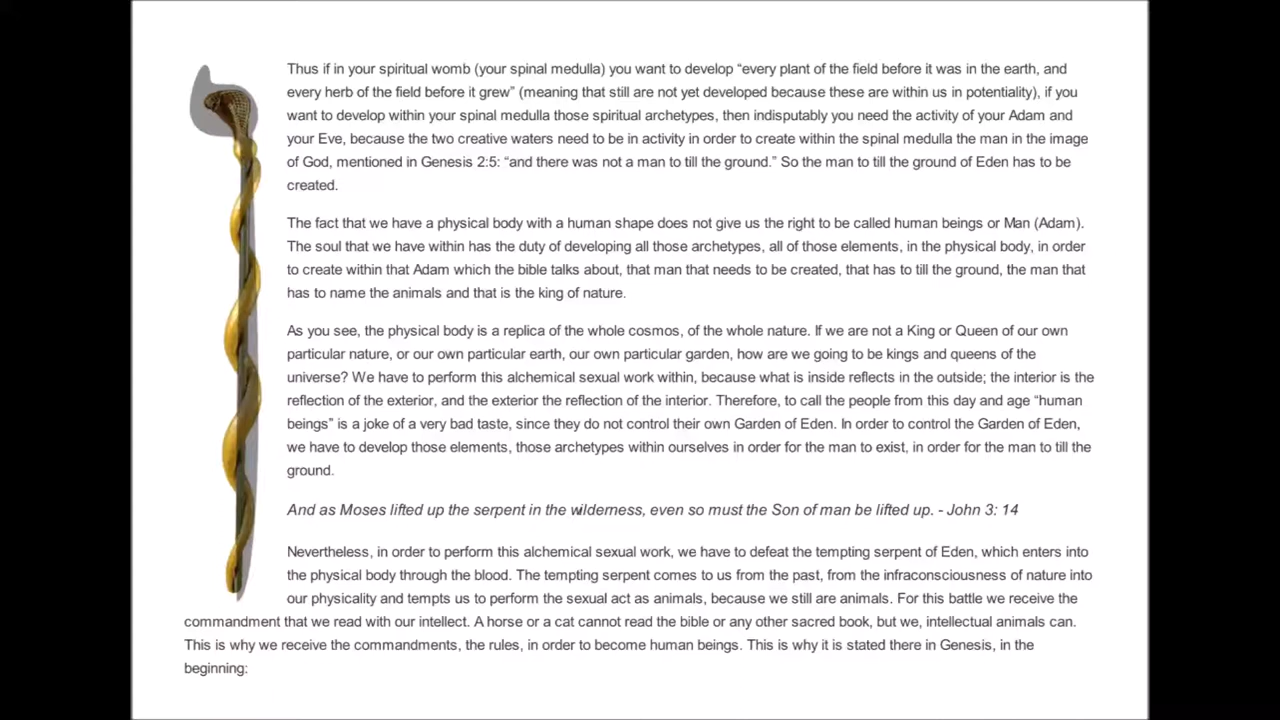 Thus if in your spiritual womb (your spinal medulla) you want to develop “every plant of the field before it was in the earth, and
every herb of the field before it grew” (meaning that still are not yet developed because these are within us in potentiality), if you
want to develop within your spinal medulla those spiritual archetypes, then indisputably you need the activity of your Adam and
your Eve, because the two creative waters need to be in activity in order to create within the spinal medulla the man in the image
of God, mentioned in Genesis 2:5: “and there was not a man to till the ground.” So the man to till the ground of Eden has to be
created.
The fact that we have a physical body with a human shape does not give us the right to be called human beings or Man (Adam).
The soul that we have within has the duty of developing all those archetypes, all of those elements, in the physical body, in order
to create within that Adam which the bible talks about, that man that needs to be created, that has to till the ground, the man that
has to name the animals and that is the king of nature.
As you see, the physical body is a replica of the whole cosmos, of the whole nature. If we are not a King or Queen of our own
particular nature, or our own particular earth, our own particular garden, how are we going to be kings and queens of the
universe? We have to perform this alchemical sexual work within, because what is inside reflects in the outside; the interior is the
reflection of the exterior, and the exterior the reflection of the interior. Therefore, to call the people from this day and age “human
beings” is a joke of a very bad taste, since they do not control their own Garden of Eden. In order to control the Garden of Eden,
we have to develop those elements, those archetypes within ourselves in order for the man to exist, in order for the man to till the
ground.
And as Moses lifted up the serpent in the wilderness, even so must the Son of man be lifted up. - John 3: 14
Nevertheless, in order to perform this alchemical sexual work, we have to defeat the tempting serpent of Eden, which enters into
the physical body through the blood. The tempting serpent comes to us from the past, from the infraconsciousness of nature into
our physicality and tempts us to perform the sexual act as animals, because we still are animals. For this battle we receive the
commandment that we read with our intellect. A horse or a cat cannot read the bible or any other sacred book, but we, intellectual animals can.
This is why we receive the commandments, the rules, in order to become human beings. This is why it is stated there in Genesis, in the
beginning: